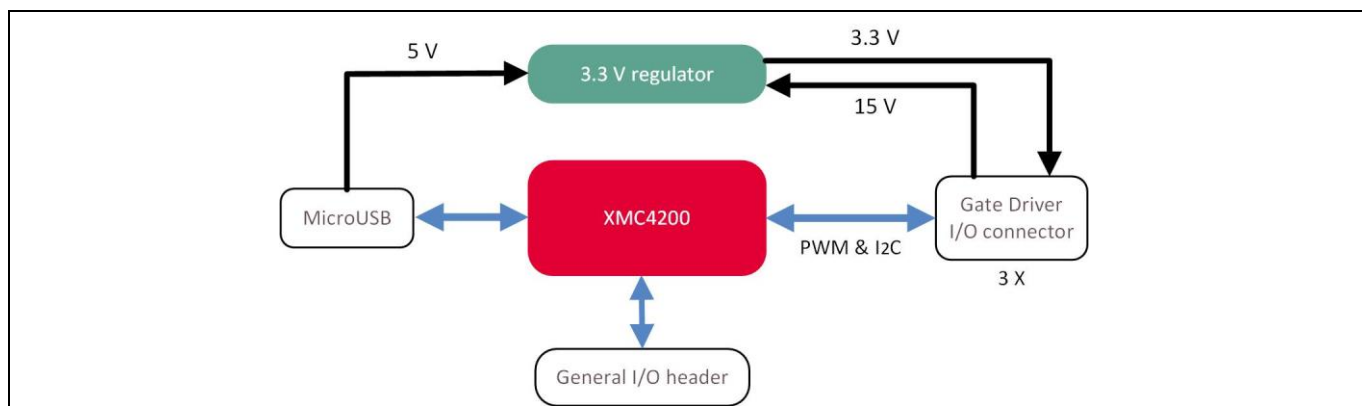 5 V
3.3 V regulator
3.3 V
15 V
MicroUSB
XMC4200
PWM & I2C
Gate Driver
I/O connector
3 X
General I/O header